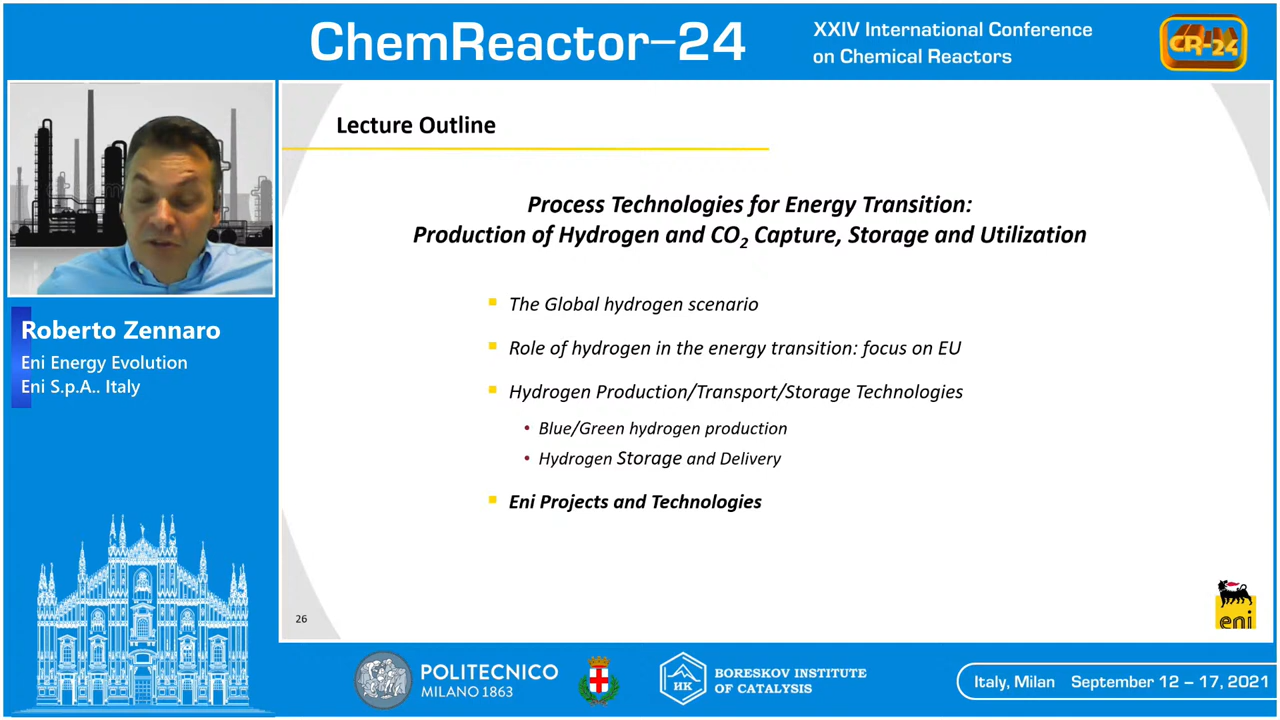 ChemReactor–24
XXIV International Conference
on Chemical Reactors
CR-24
Lecture Outline
Process Technologies for Energy Transition:
Production of Hydrogen and CO2 Capture, Storage and Utilization
The Global hydrogen scenario
Role of hydrogen in the energy transition: focus on EU
Hydrogen Production/Transport/Storage Technologies
Blue/Green hydrogen production
Hydrogen Storage and Delivery
Eni Projects and Technologies
Roberto Zennaro
Eni Energy Evolution
Eni S.p.A.. Italy
26
eni
POLITECNICO
MILANO 1863
НК
BORESKOV INSTITUTE
OF CATALYSIS
Italy, Milan September 12 – 17, 2021